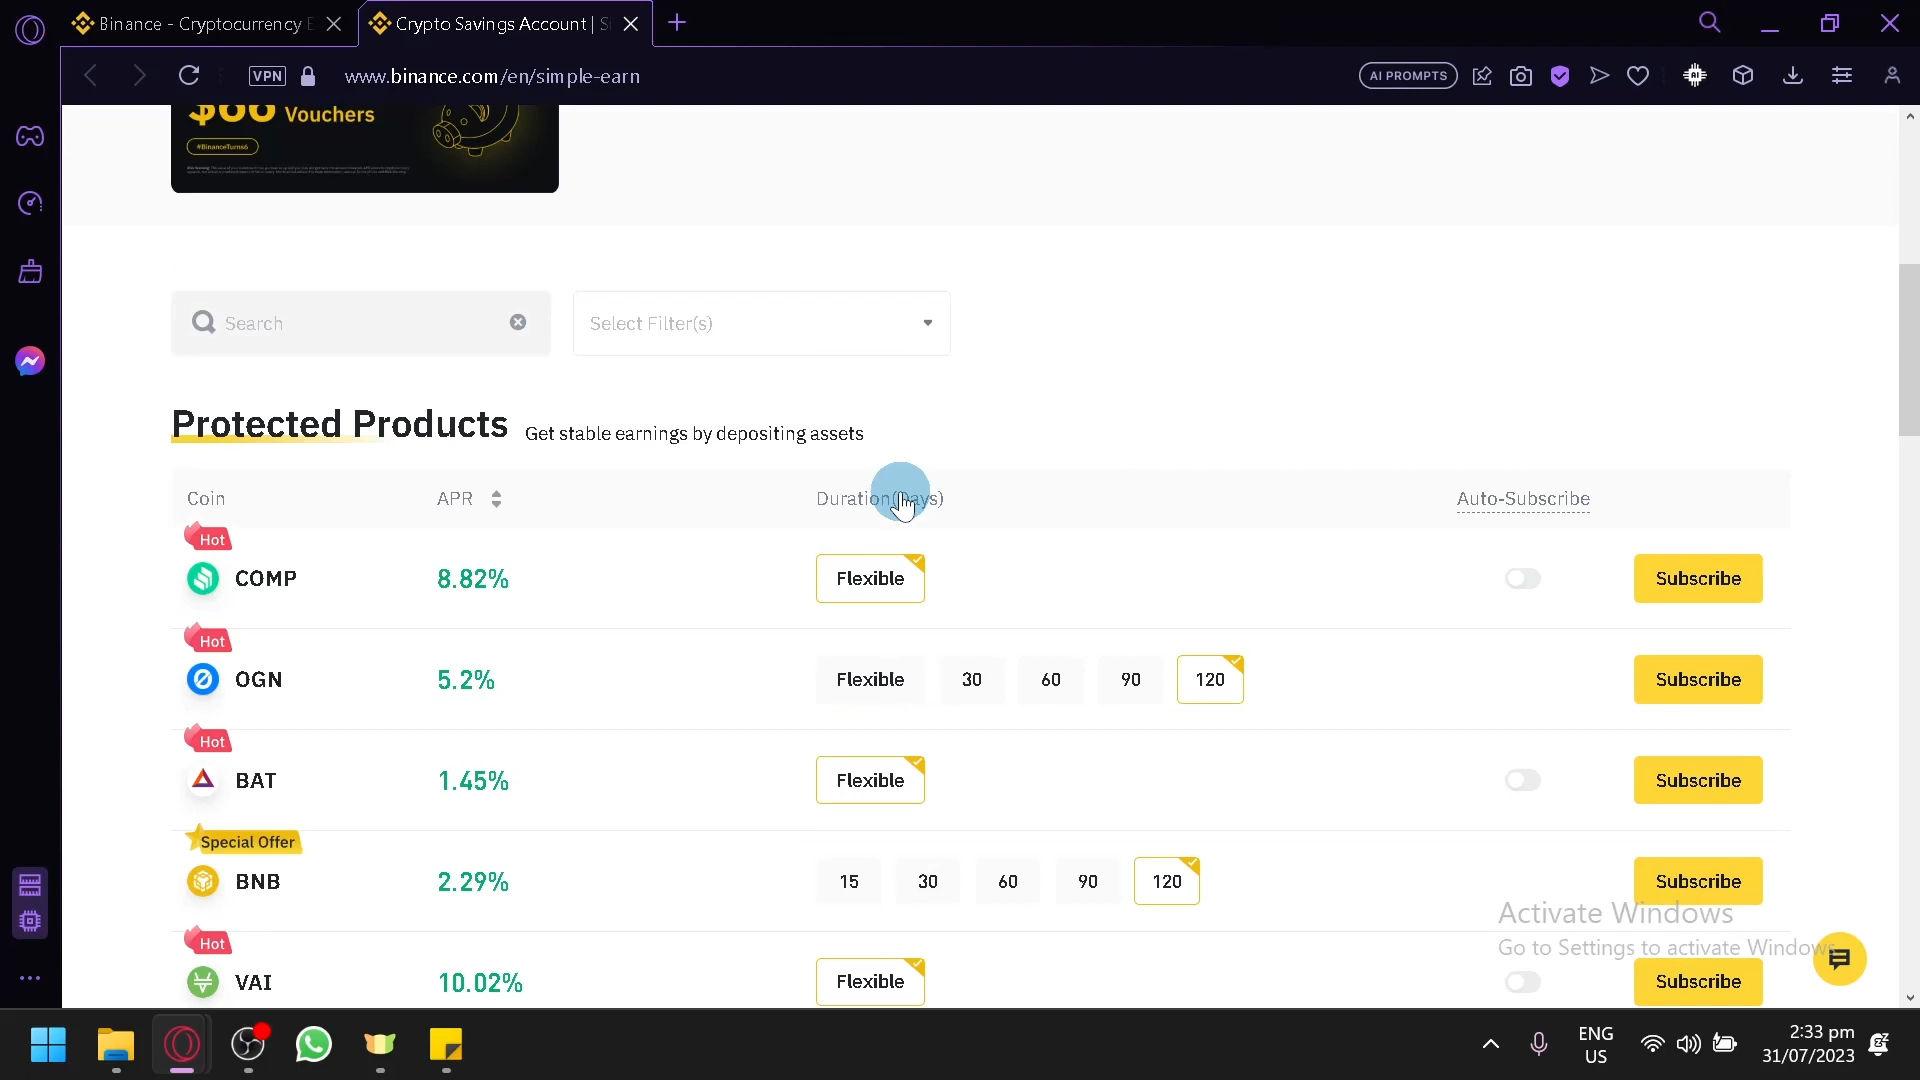 Binance - Cryptocurrency E
Crypto Savings Account | S
VPN
www.binance.com/en/simple-earn
AI PROMPTS
Vouchers
#BinanceTurns6
Search
Select Filter(s)
Protected Products
Get stable earnings by depositing assets
Coin
APR
Duration(Days)
Auto-Subscribe
Hot
COMP
8.82%
Flexible
Subscribe
Hot
OGN
5.2%
Flexible
30
60
90
120
Subscribe
Hot
BAT
1.45%
Flexible
Subscribe
Special Offer
BNB
2.29%
15
30
60
90
120
Subscribe
Activate Windows
Go to Settings to activate Windows.
Hot
VAI
10.02%
Flexible
Subscribe
ENG
US
2:33 pm
31/07/2023